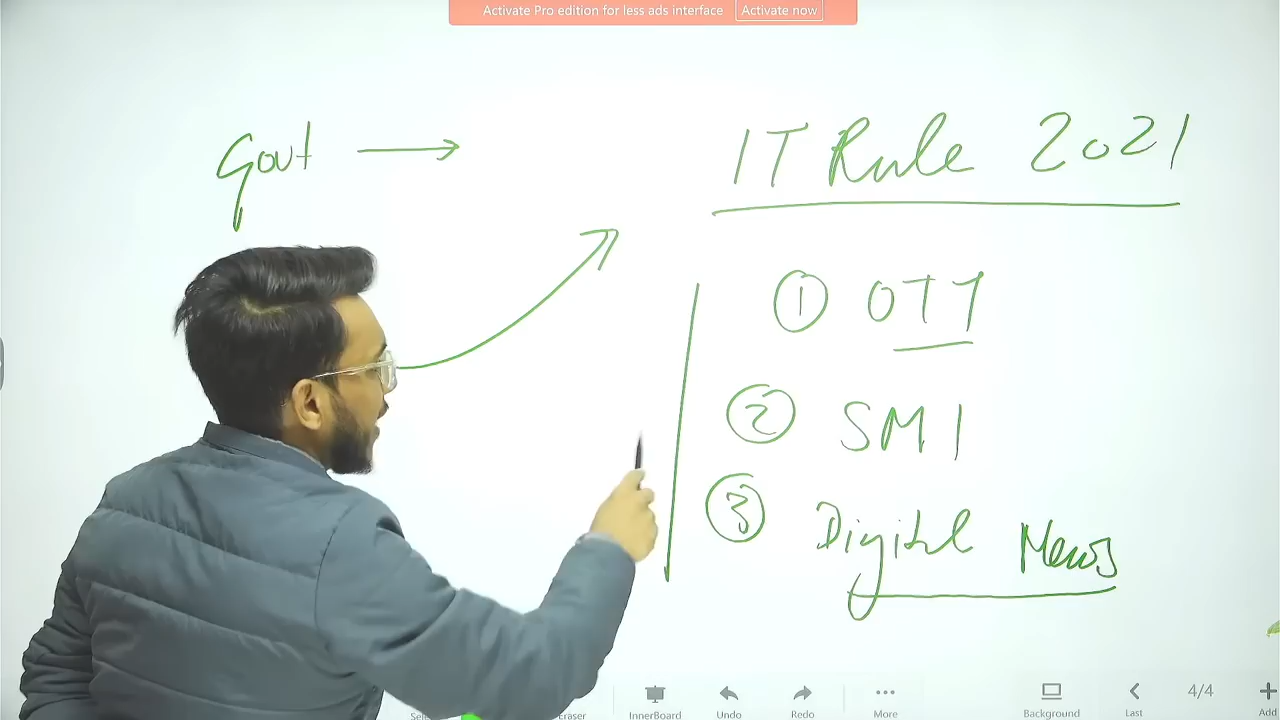 Activate Pro edition for less ads interface Activate now
Govt →
IT Rule 2021
① OTT
② SMI
③ Digital News
InnerBoard Undo Redo More Background Last 4/4 Add
Eraser